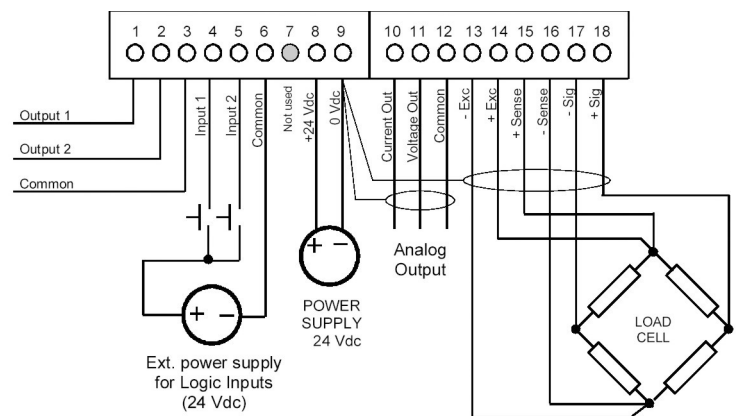 1 2 3 4 5 6 7 8 9 10 11 12 13 14 15 16 17 18
Output 1
Output 2
Common
Input 1
Input 2
Common
Not used
+24 Vdc
0 Vdc
Current Out
Voltage Out
Common
- Exc
+ Exc
+ Sense
- Sense
- Sig
+ Sig
+ -
Ext. power supply
for Logic Inputs
(24 Vdc)
+ -
POWER
SUPPLY
24 Vdc
Analog
Output
LOAD
CELL